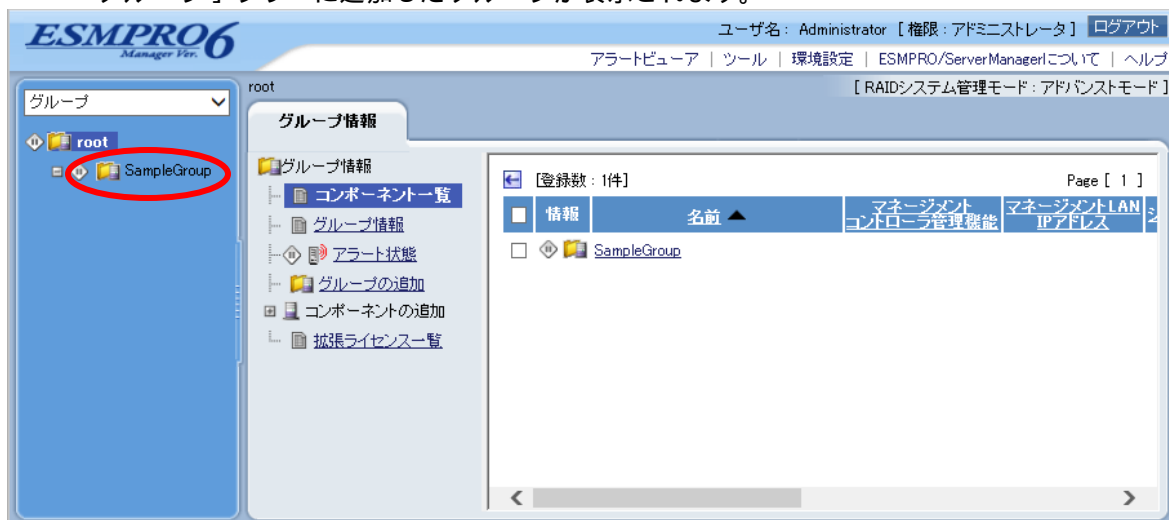 ESMPRO6
Manager Ver.
ユーザ名： Administrator [ 権限：アドミニストレータ ] ログアウト
アラートビューア | ツール | 環境設定 | ESMPRO/ServerManagerについて | ヘルプ
グループ
root
[ RAIDシステム管理モード：アドバンストモード ]
グループ情報
root
SampleGroup
グループ情報
コンポーネント一覧
グループ情報
アラート状態
グループの追加
コンポーネントの追加
拡張ライセンス一覧
[登録数：1件]
Page [ 1 ]
情報
名前 ▲
マネージメント
コントローラ管理機能
マネージメントLAN
IPアドレス
SampleGroup